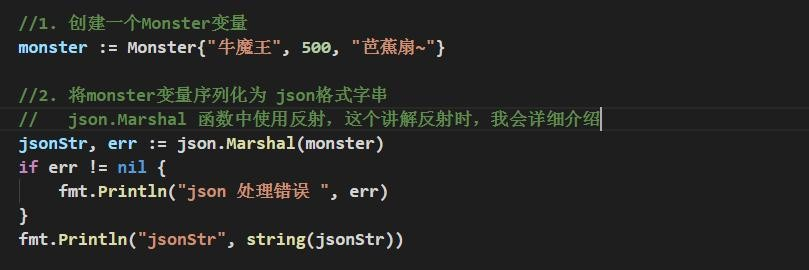 //1. 创建一个Monster变量
monster := Monster{"牛魔王", 500, "芭蕉扇~"}
//2. 将monster变量序列化为 json格式字串
//  json.Marshal 函数中使用反射，这个讲解反射时，我会详细介绍
jsonStr, err := json.Marshal(monster)
if err != nil {
    fmt.Println("json 处理错误 ", err)
}
fmt.Println("jsonStr", string(jsonStr))